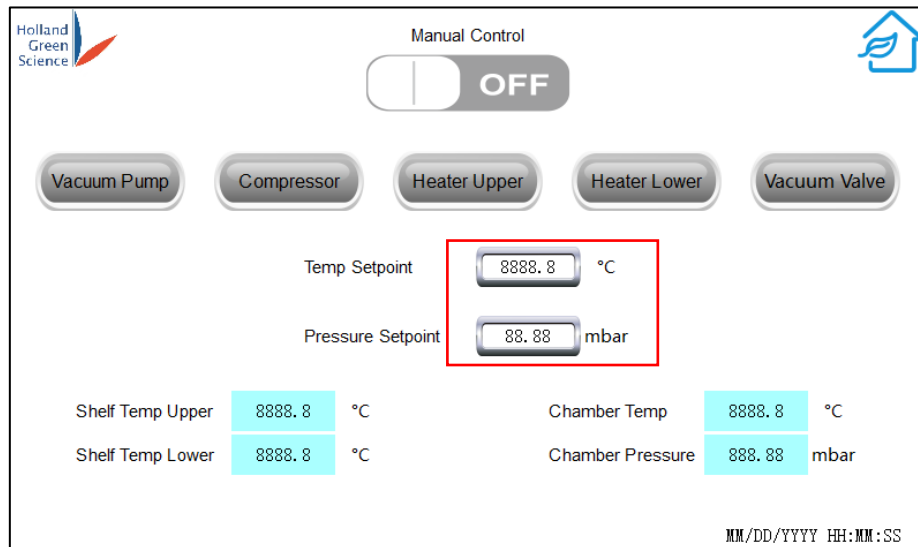 Holland
Green
Science
Manual Control
OFF
Vacuum Pump Compressor Heater Upper Heater Lower Vacuum Valve
Temp Setpoint 8888.8 °C
Pressure Setpoint 88.88 mbar
Shelf Temp Upper 8888.8 °C Chamber Temp 8888.8 °C
Shelf Temp Lower 8888.8 °C Chamber Pressure 888.88 mbar
MM/DD/YYYY HH:MM:SS